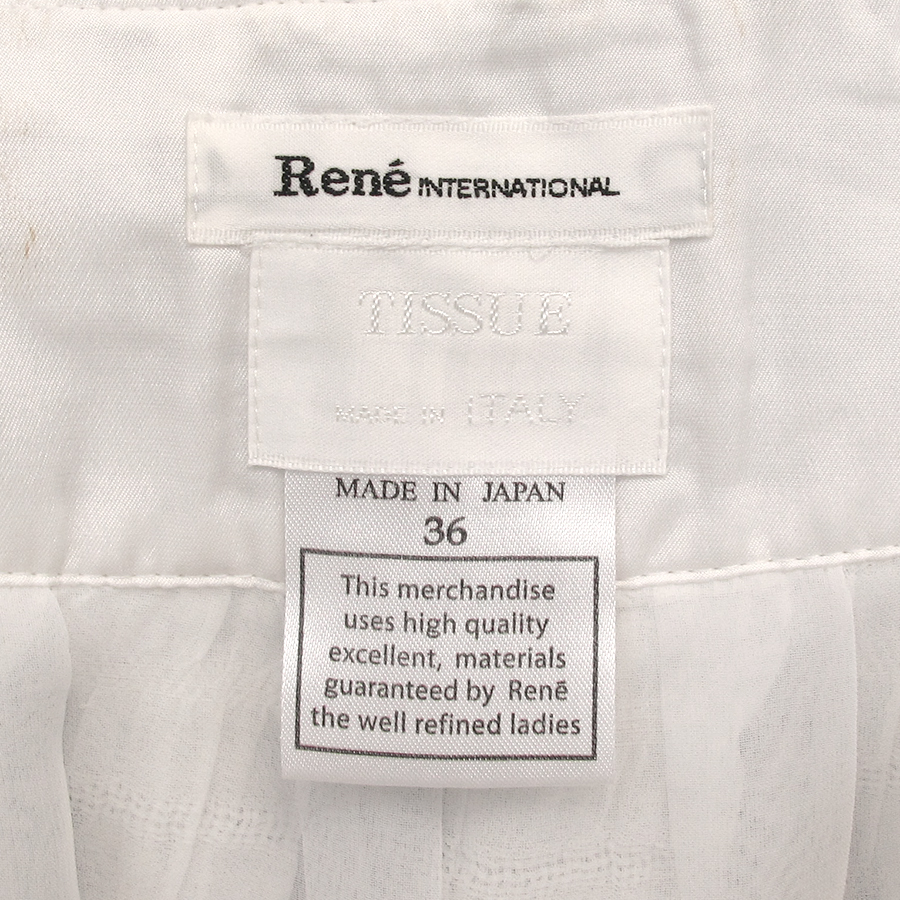 René INTERNATIONAL
TISSUE
MADE IN ITALY
MADE IN JAPAN
36
This merchandise
uses high quality
excellent, materials
guaranteed by Renē
the well refined ladies